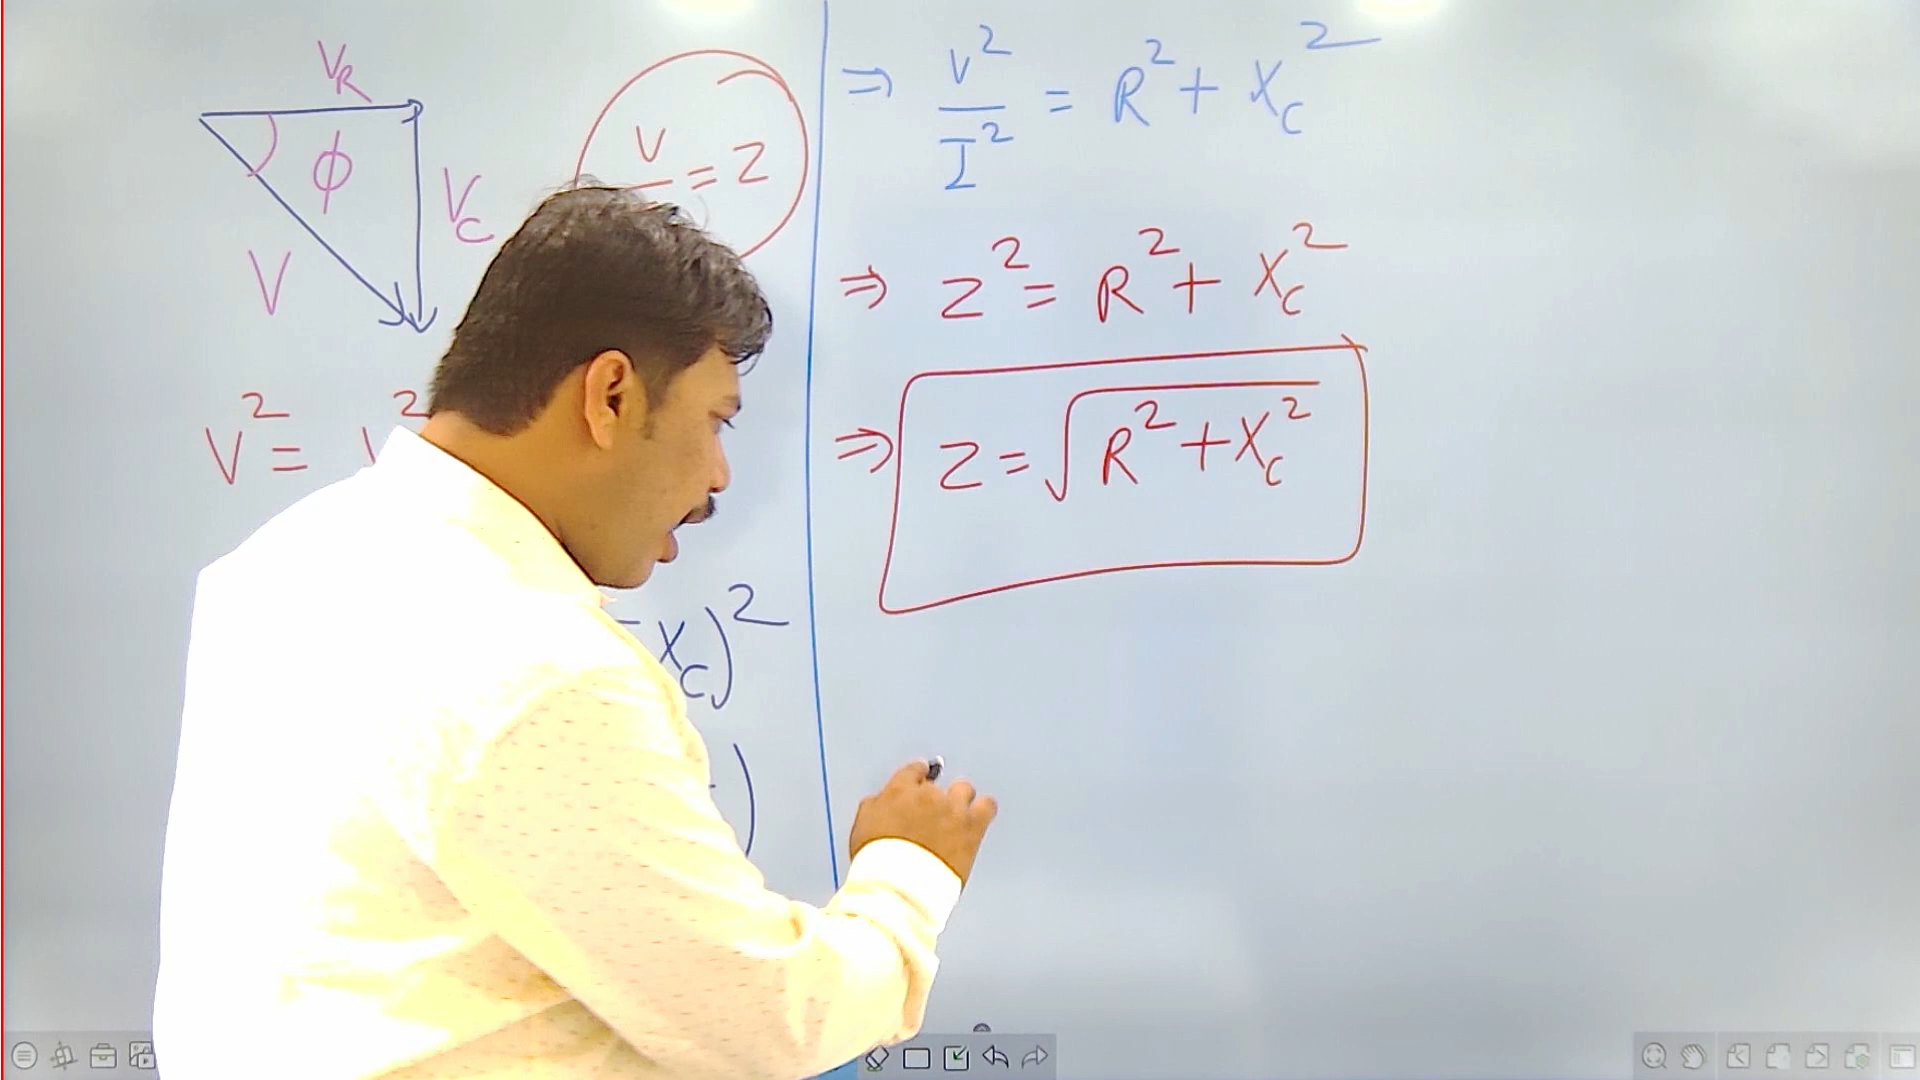 V_R
ϕ
V_C
V
V = Z
V² =
X_C)²
)
⇒ V²/I² = R² + X_C²
⇒ Z² = R² + X_C²
⇒ Z = √(R² + X_C²)